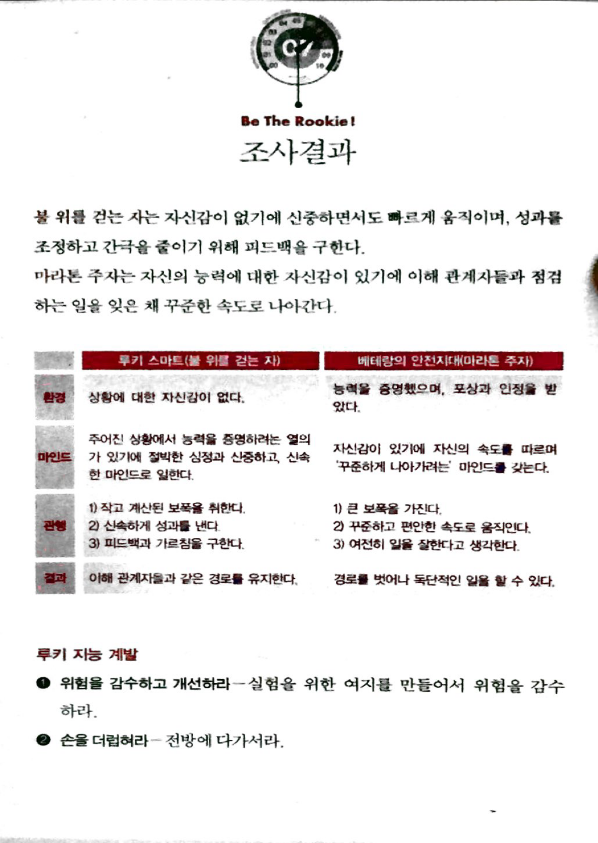 07
Be The Rookie!
조사결과
불 위를 걷는 자는 자신감이 없기에 신중하면서도 빠르게 움직이며, 성과를
조정하고 간극을 줄이기 위해 피드백을 구한다.
마라톤 주자는 자신의 능력에 대한 자신감이 있기에 이해 관계자들과 점검
하는 일을 잊은 채 꾸준한 속도로 나아간다.
루키 스마트(불 위를 걷는 자)
베테랑의 안전지대(마라톤 주자)
환경
상황에 대한 자신감이 없다.
능력을 증명했으며, 포상과 인정을 받
았다.
마인드
주어진 상황에서 능력을 증명하려는 열의
가 있기에 절박한 심정과 신중하고, 신속
한 마인드로 일한다.
자신감이 있기에 자신의 속도를 따르며
‘꾸준하게 나아가려는’ 마인드를 갖는다.
관행
1) 작고 계산된 보폭을 취한다.
2) 신속하게 성과를 낸다.
3) 피드백과 가르침을 구한다.
1) 큰 보폭을 가진다.
2) 꾸준하고 편안한 속도로 움직인다.
3) 여전히 일을 잘한다고 생각한다.
결과
이해 관계자들과 같은 경로를 유지한다.
경로를 벗어나 독단적인 일을 할 수 있다.
루키 지능 계발
❶ 위험을 감수하고 개선하라 – 실험을 위한 여지를 만들어서 위험을 감수
하라.
❷ 손을 더럽혀라 – 전방에 다가서라.